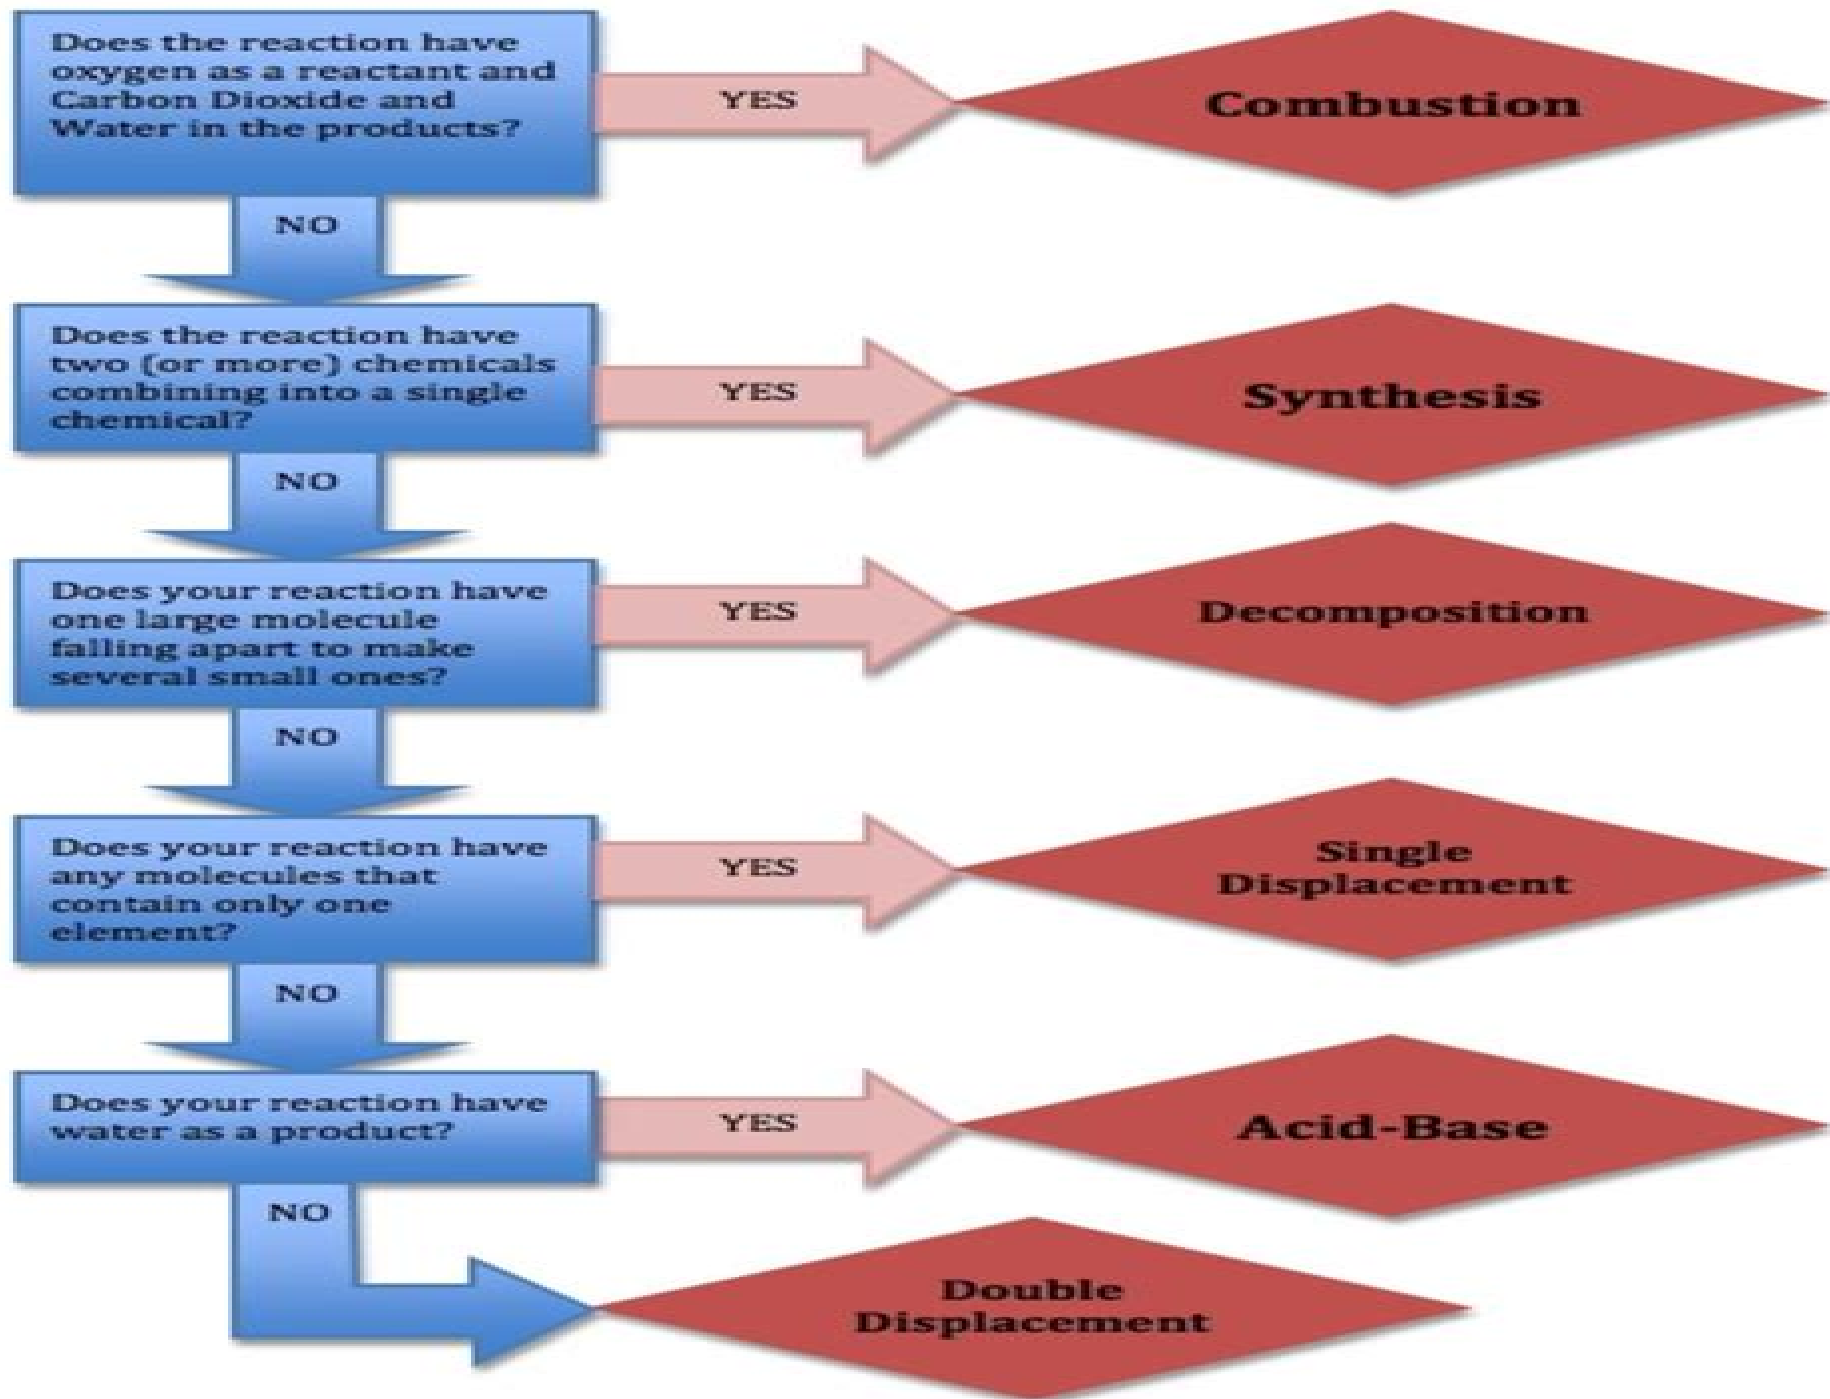 Does the reaction have
oxygen as a reactant and
Carbon Dioxide and
Water in the products?
YES
Combustion
NO
Does the reaction have
two (or more) chemicals
combining into a single
chemical?
YES
Synthesis
NO
Does your reaction have
one large molecule
falling apart to make
several small ones?
YES
Decomposition
NO
Does your reaction have
any molecules that
contain only one
element?
YES
Single
Displacement
NO
Does your reaction have
water as a product?
YES
Acid-Base
NO
Double
Displacement